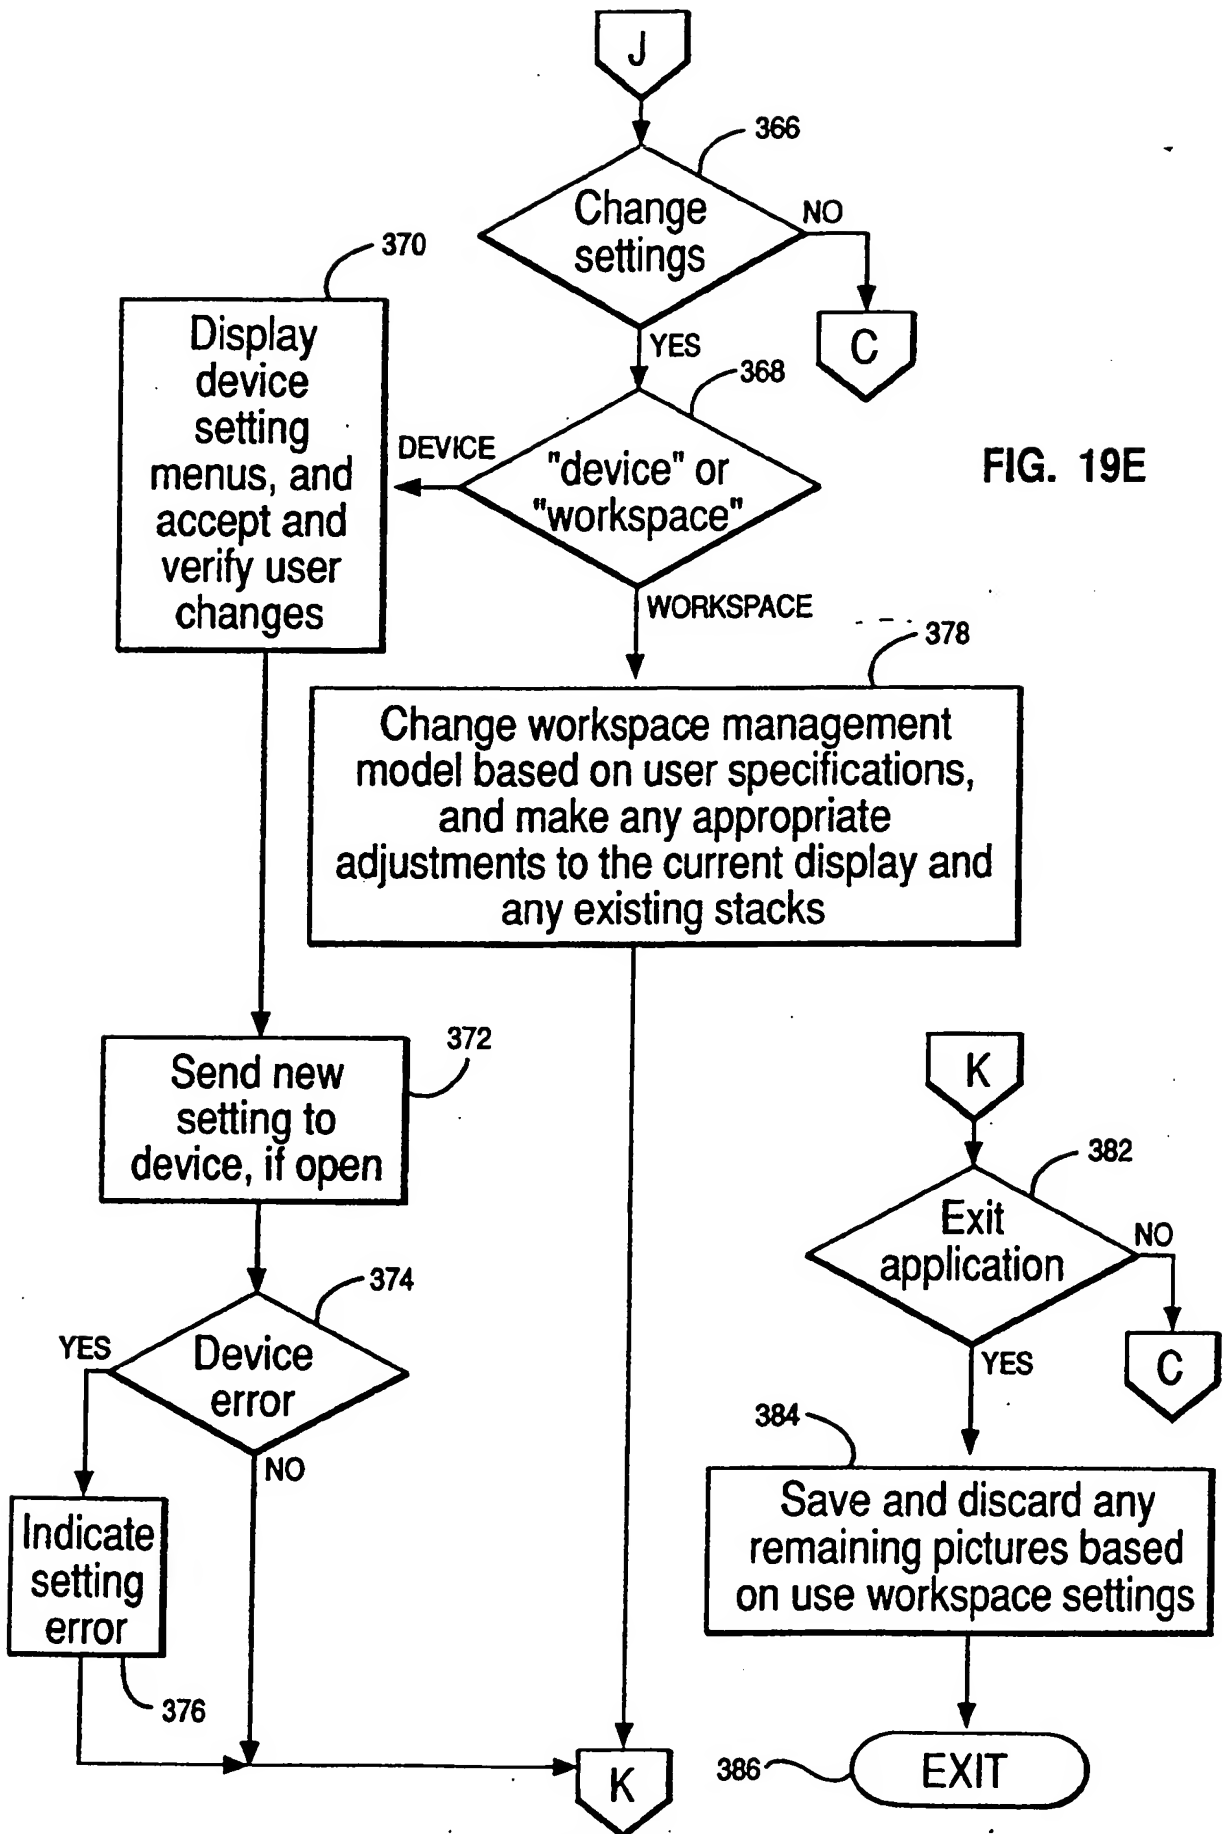 J
366
Change
settings
NO
C
YES
370
Display
device
setting
menus, and
accept and
verify user
changes
368
DEVICE
"device" or
"workspace"
FIG. 19E
WORKSPACE
378
Change workspace management
model based on user specifications,
and make any appropriate
adjustments to the current display and
any existing stacks
372
Send new
setting to
device, if open
374
YES
Device
error
NO
Indicate
setting
error
376
K
K
382
Exit
application
NO
C
YES
384
Save and discard any
remaining pictures based
on use workspace settings
386
EXIT